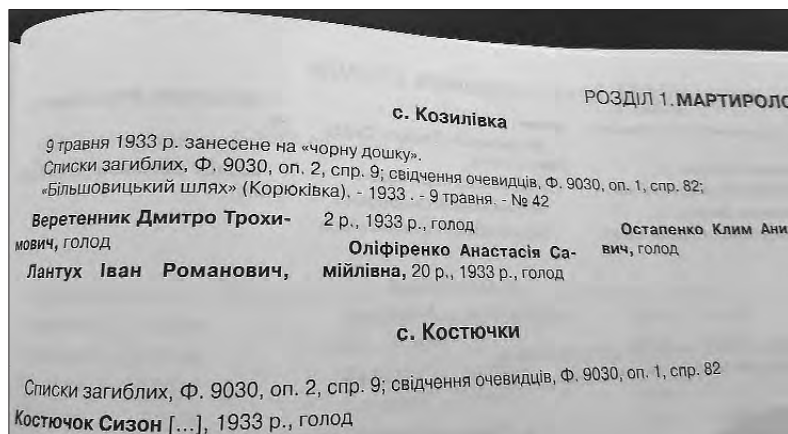 РОЗДІЛ 1. МАРТИРОЛО
с. Козилівка
9 травня 1933 р. занесене на «чорну дошку».
Списки загиблих, Ф. 9030, оп. 2, спр. 9; свідчення очевидців, Ф. 9030, оп. 1, спр. 82;
«Більшовицький шлях» (Корюківка). - 1933 . - 9 травня. - № 42
Веретенник Дмитро Трохи-
мович, голод
Лантух Іван Романович,
2 р., 1933 р., голод
Оліфіренко Анастасія Са-
мійлівна, 20 р., 1933 р., голод
Остапенко Клим Ани
вич, голод
с. Костючки
Списки загиблих, Ф. 9030, оп. 2, спр. 9; свідчення очевидців, Ф. 9030, оп. 1, спр. 82
Костючок Сизон [...], 1933 р., голод